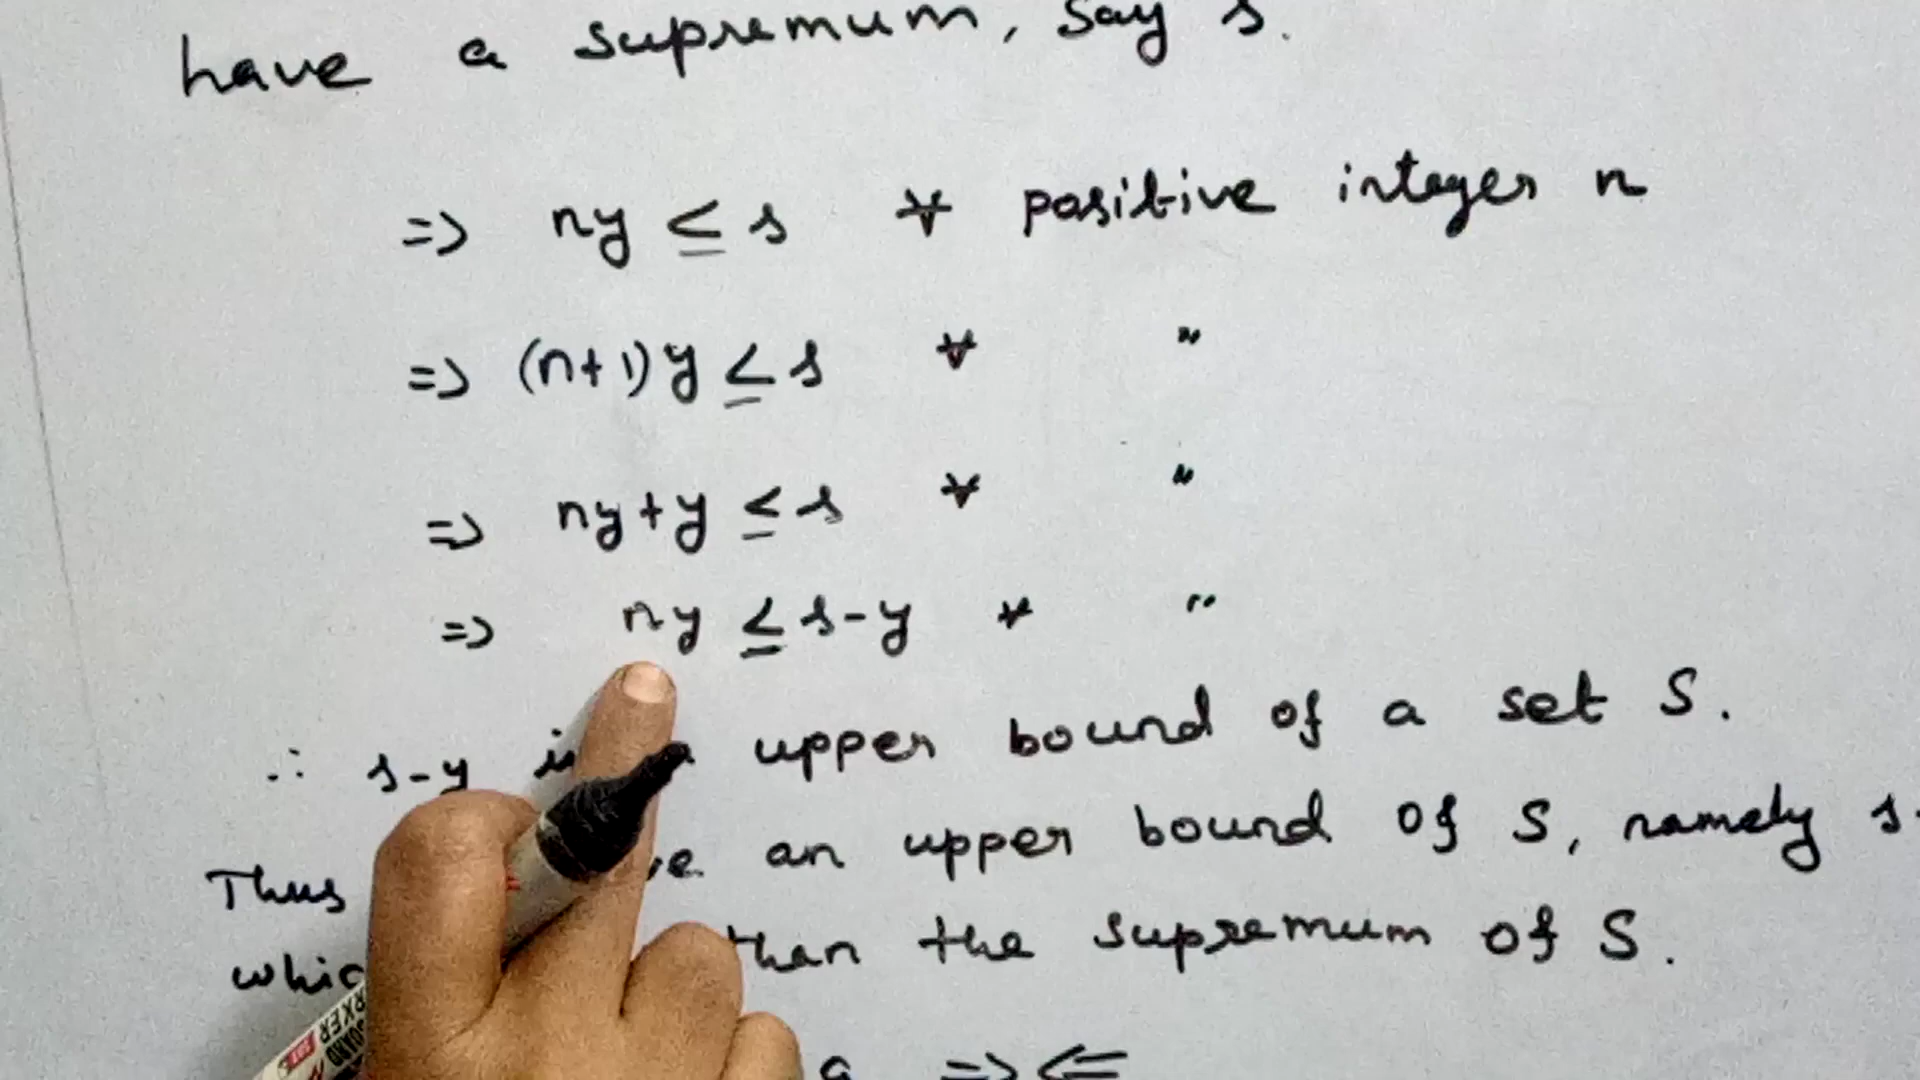 have a supremum, say s.
=> ny ≤ s ∀ positive integer n
=> (n+1)y ≤ s ∀ "
=> ny+y ≤ s ∀ "
=> ny ≤ s-y ∀ "
∴ s-y is a upper bound of a set S.
Thus an upper bound of S, namely s-
than the supremum of S.
a => <=